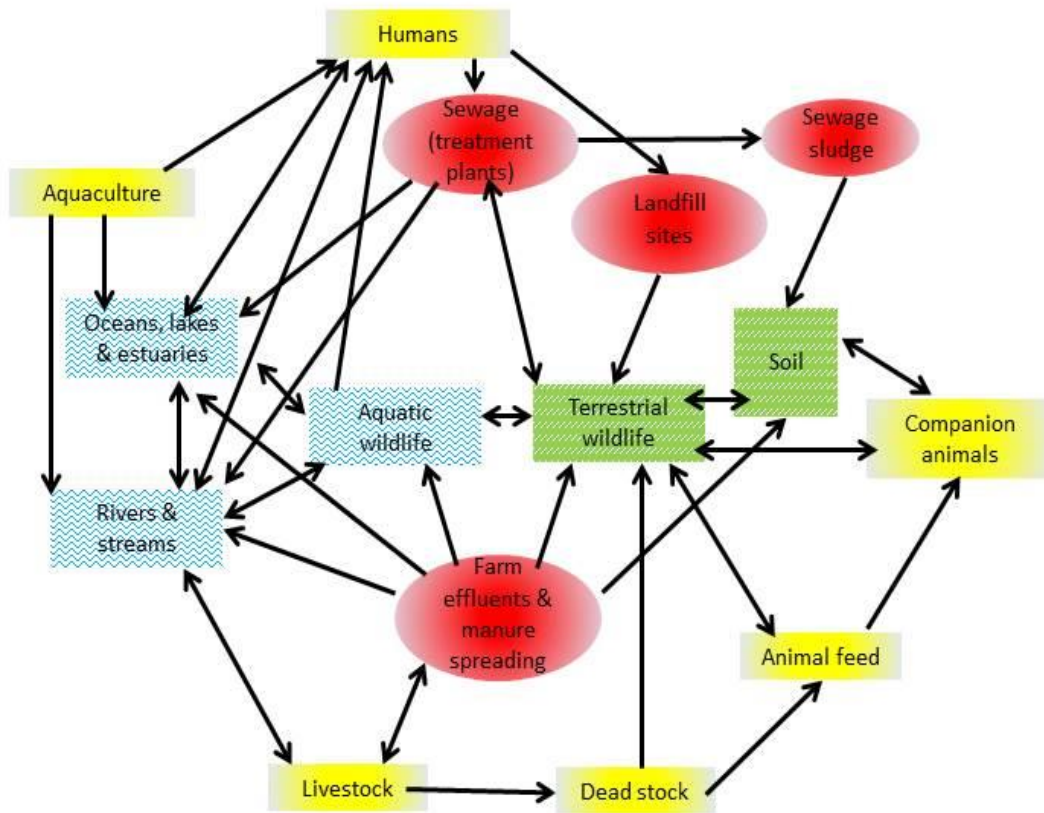 Humans
Sewage
(treatment
plants)
Sewage
sludge
Aquaculture
Landfill
sites
Oceans, lakes
& estuaries
Soil
Aquatic
wildlife
Terrestrial
wildlife
Companion
animals
Rivers &
streams
Farm
effluents &
manure
spreading
Animal feed
Livestock
Dead stock